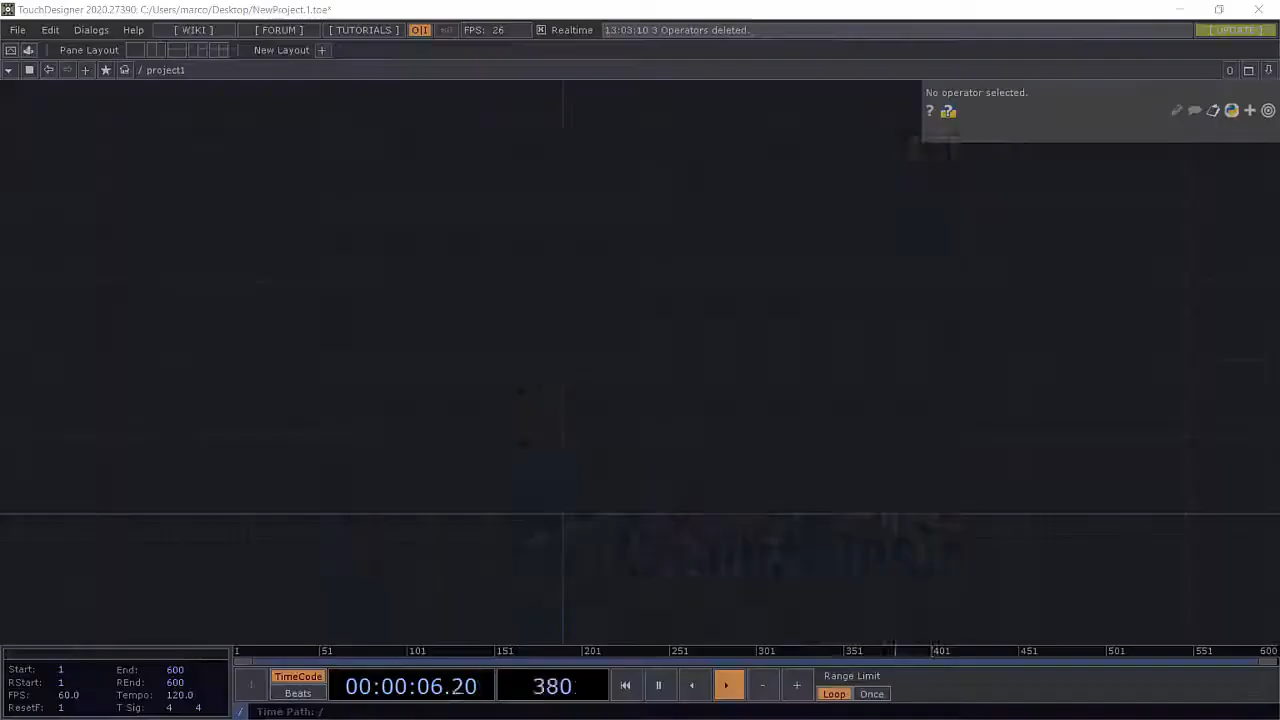 TouchDesigner 2020.27390: C:/Users/marco/Desktop/NewProject.1.toe*
File Edit Dialogs Help [ WIKI ] [ FORUM ] [ TUTORIALS ] O|I FPS: 26 Realtime 13:03:10 3 Operators deleted. [ UPDATE ]
Pane Layout New Layout +
/ project1 0
No operator selected.
? ?
1 51 101 151 201 251 301 351 401 451 501 551 600
Start: 1 End: 600
RStart: 1 REnd: 600
FPS: 60.0 Tempo: 120.0
ResetF: 1 T Sig: 4 4
TimeCode
Beats
00:00:06.20 380
- +
Range Limit
Loop Once
/ Time Path: /